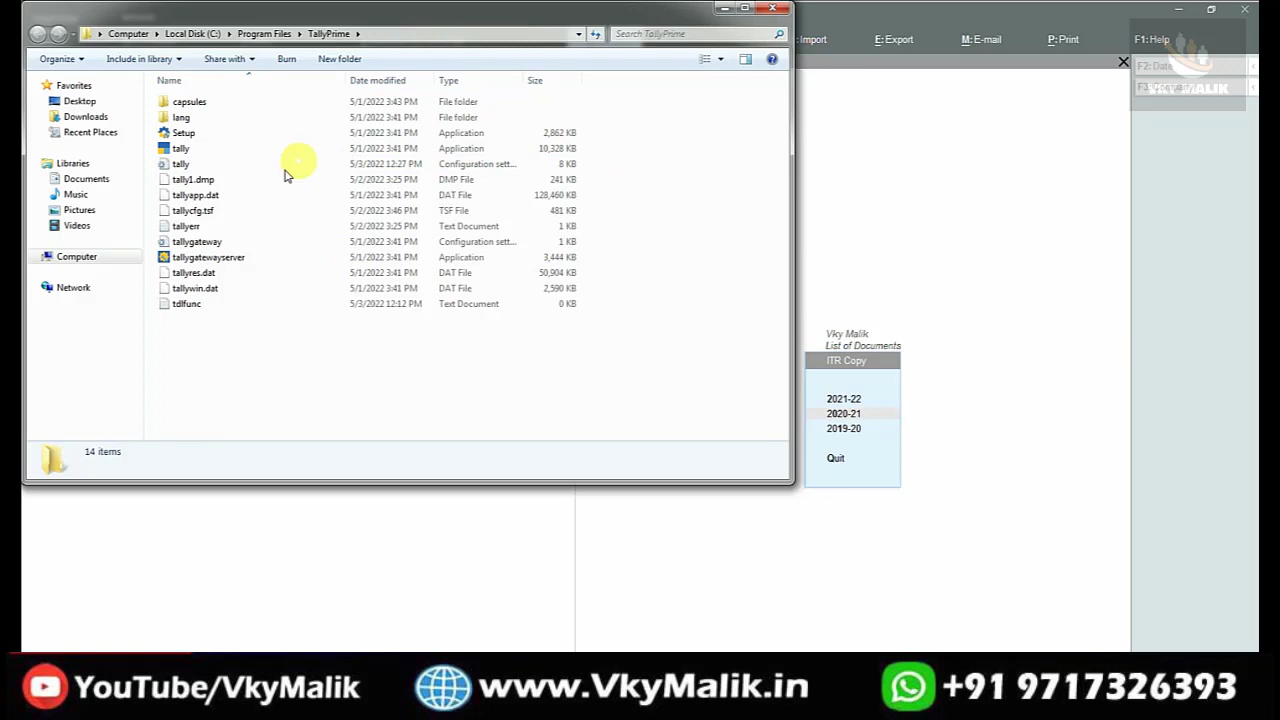 Computer Local Disk (C:) Program Files TallyPrime
Search TallyPrime
Organize Include in library Share with Burn New folder
Name Date modified Type Size
Favorites
Desktop
Downloads
Recent Places
Libraries
Documents
Music
Pictures
Videos
Computer
Network
capsules 5/1/2022 3:43 PM File folder
lang 5/1/2022 3:41 PM File folder
Setup 5/1/2022 3:41 PM Application 2,862 KB
tally 5/1/2022 3:41 PM Application 10,328 KB
tally 5/3/2022 12:27 PM Configuration sett... 8 KB
tally1.dmp 5/2/2022 3:25 PM DMP File 241 KB
tallyapp.dat 5/1/2022 3:41 PM DAT File 128,460 KB
tallycfg.tsf 5/2/2022 3:46 PM TSF File 481 KB
tallyerr 5/2/2022 3:25 PM Text Document 1 KB
tallygateway 5/1/2022 3:41 PM Configuration sett... 1 KB
tallygatewayserver 5/1/2022 3:41 PM Application 3,444 KB
tallyres.dat 5/1/2022 3:41 PM DAT File 50,904 KB
tallywin.dat 5/1/2022 3:41 PM DAT File 2,590 KB
tdlfunc 5/3/2022 12:12 PM Text Document 0 KB
14 items
Import E: Export M: E-mail P: Print F1: Help
F2: Date
F3: Company
VKY MALIK
Vky Malik
List of Documents
ITR Copy
2021-22
2020-21
2019-20
Quit
YouTube/VkyMalik www.VkyMalik.in +91 9717326393